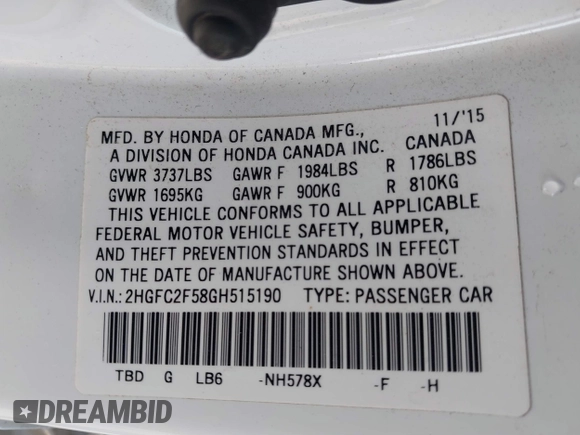 11/'15
MFD. BY HONDA OF CANADA MFG.,
A DIVISION OF HONDA CANADA INC. CANADA
GVWR 3737LBS GAWR F 1984LBS R 1786LBS
GVWR 1695KG GAWR F 900KG R 810KG
THIS VEHICLE CONFORMS TO ALL APPLICABLE
FEDERAL MOTOR VEHICLE SAFETY, BUMPER,
AND THEFT PREVENTION STANDARDS IN EFFECT
ON THE DATE OF MANUFACTURE SHOWN ABOVE.
V.I.N.: 2HGFC2F58GH515190 TYPE: PASSENGER CAR
TBD G LB6 -NH578X -F -H
DREAMBID